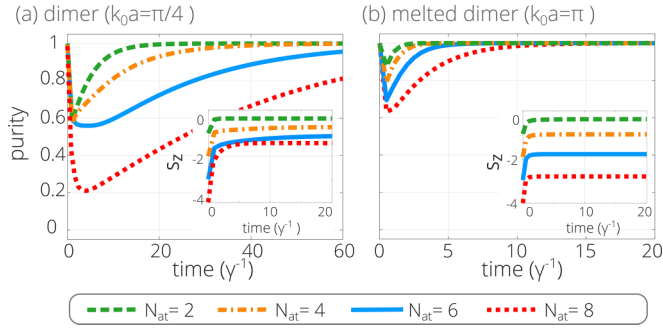 (a) dimer (k₀a=π/4)
(b) melted dimer (k₀a=π )
purity
1
0.8
0.6
0.4
0.2
0
0
20
40
60
time (γ⁻¹)
S_z
0
-2
-4
0
10
20
time (γ⁻¹)
0
5
10
15
20
time (γ⁻¹)
S_z
0
-2
-4
0
10
20
time (γ⁻¹)
N_at= 2
N_at= 4
N_at= 6
N_at= 8